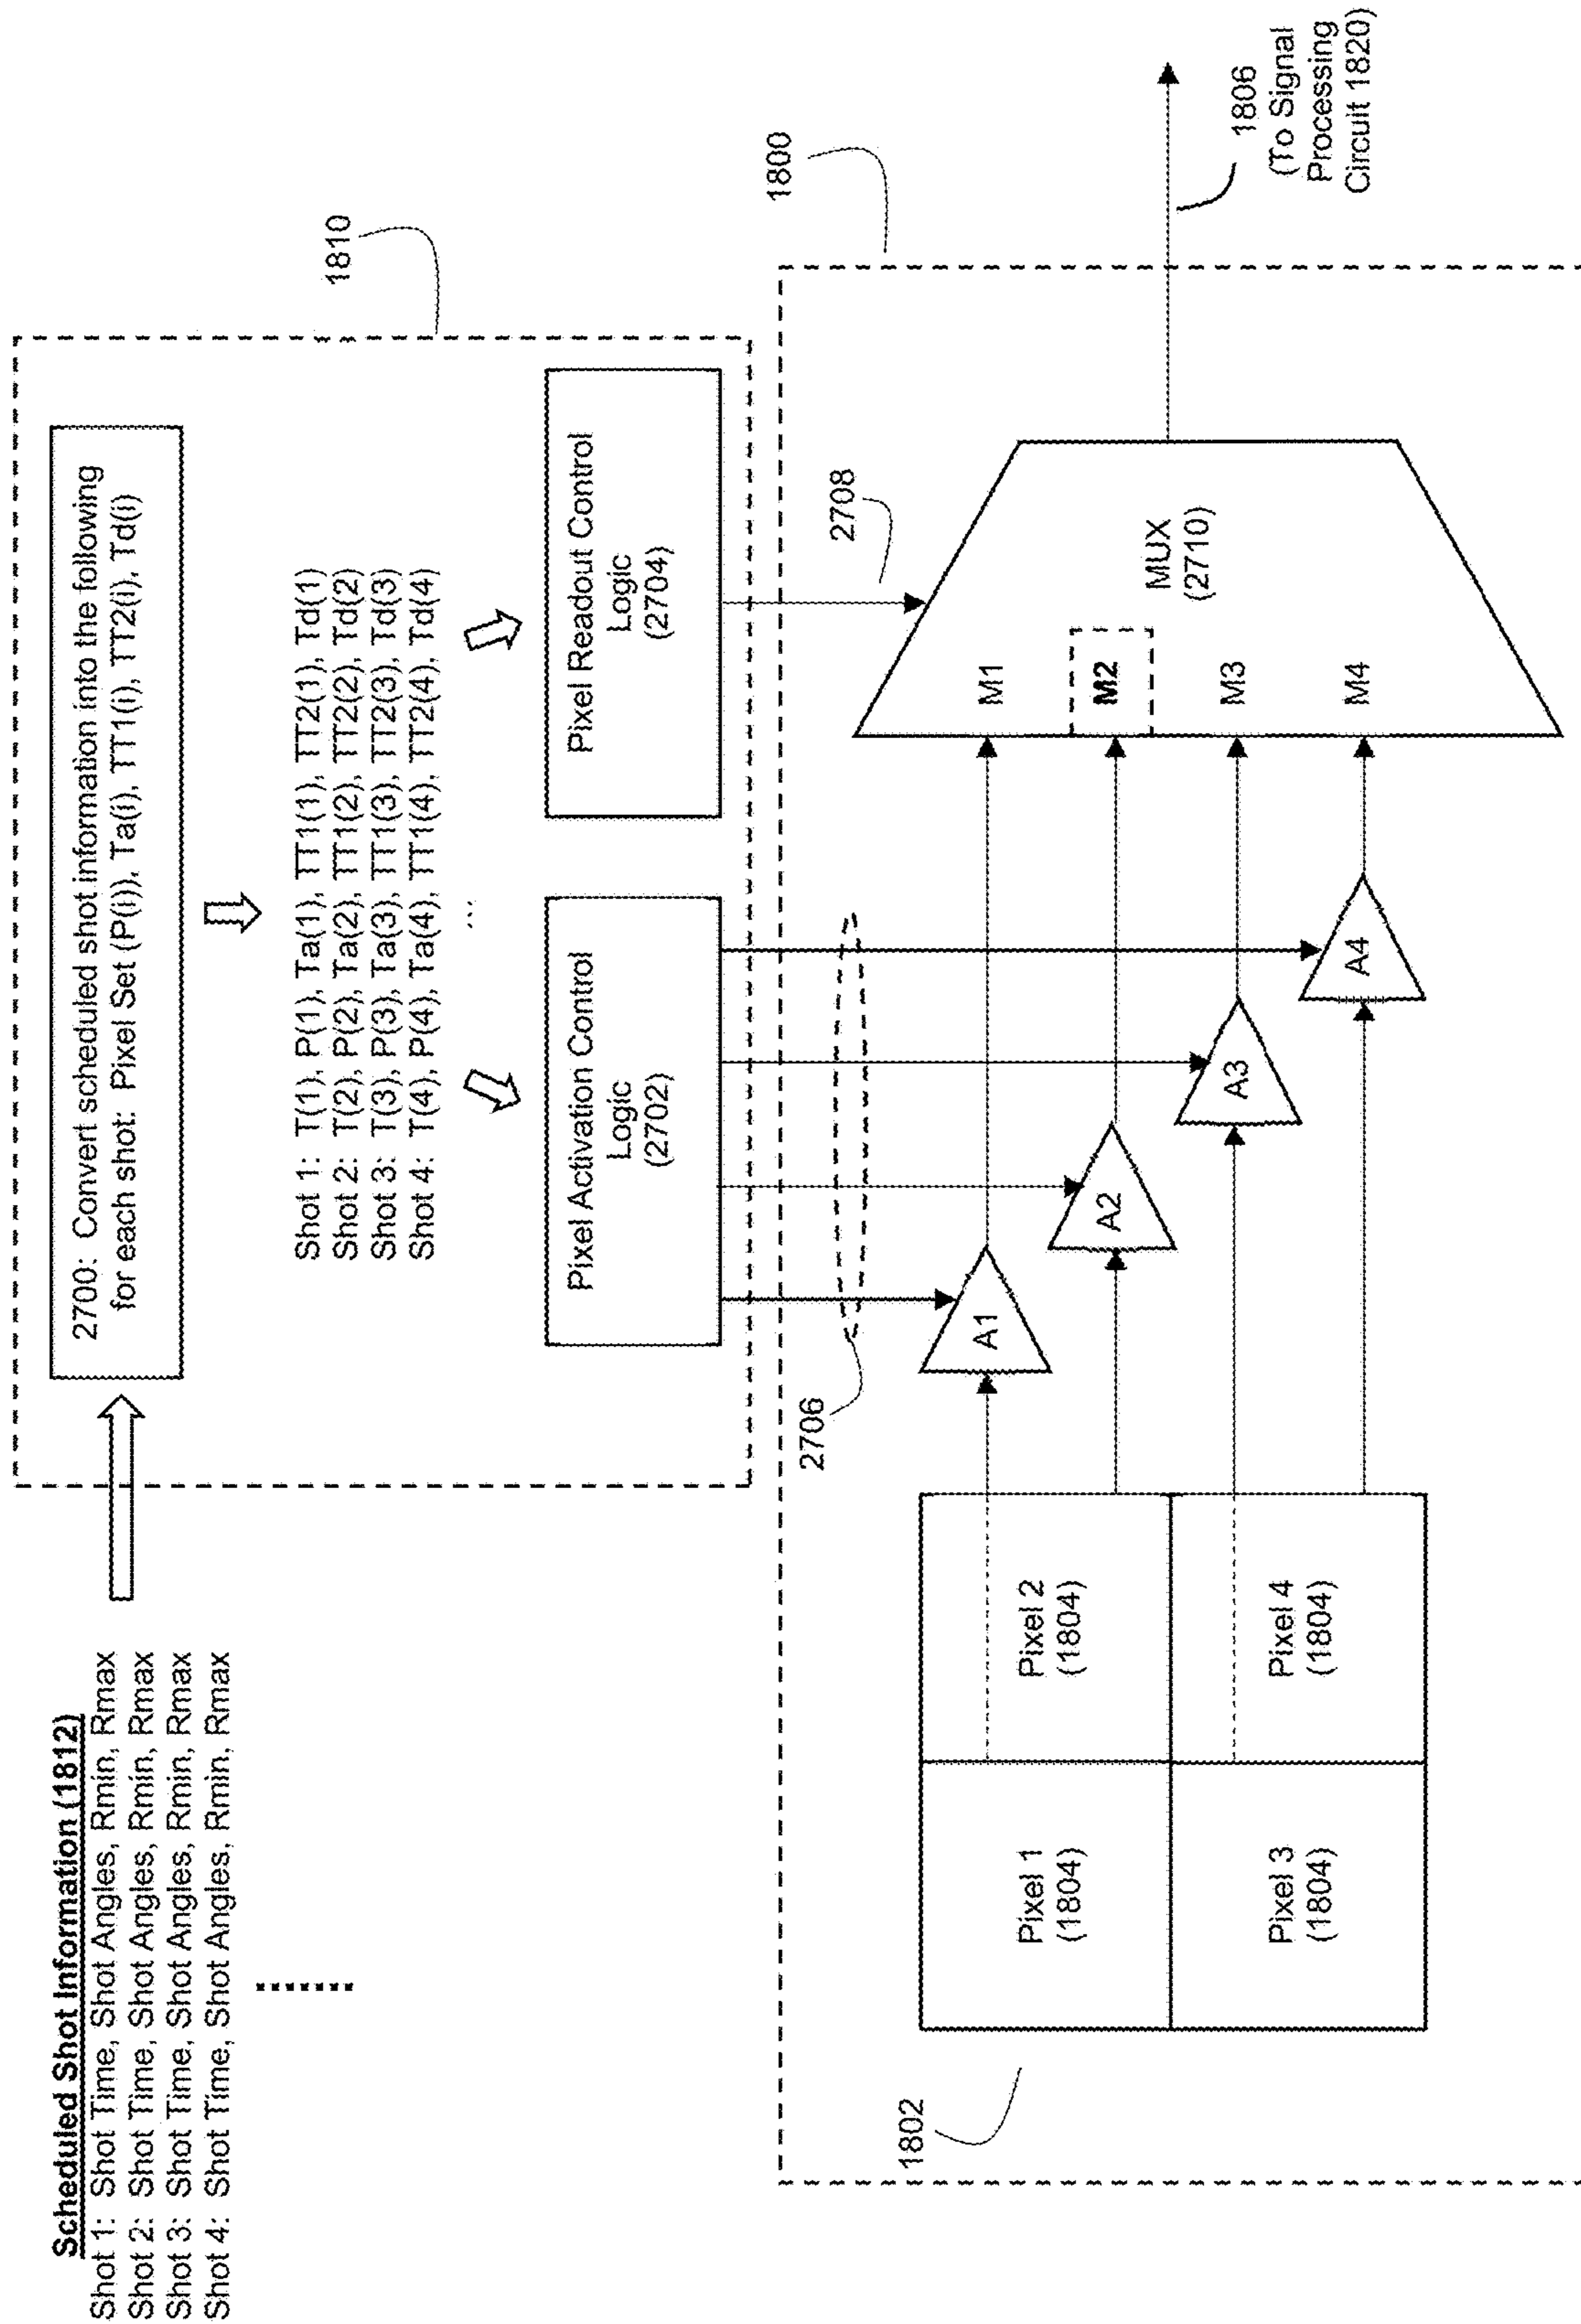 Scheduled Shot Information (1812)
Shot 1: Shot Time, Shot Angles, Rmin, Rmax
Shot 2: Shot Time, Shot Angles, Rmin, Rmax
Shot 3: Shot Time, Shot Angles, Rmin, Rmax
Shot 4: Shot Time, Shot Angles, Rmin, Rmax
.......
1810
2700: Convert scheduled shot information into the following
for each shot: Pixel Set (P(i)), Ta(i), TT1(i), TT2(i), Td(i)
Shot 1: T(1), P(1), Ta(1), TT1(1), TT2(1), Td(1)
Shot 2: T(2), P(2), Ta(2), TT1(2), TT2(2), Td(2)
Shot 3: T(3), P(3), Ta(3), TT1(3), TT2(3), Td(3)
Shot 4: T(4), P(4), Ta(4), TT1(4), TT2(4), Td(4)
...
Pixel Activation Control
Logic
(2702)
Pixel Readout Control
Logic
(2704)
1800
2706
2708
1802
Pixel 1
(1804)
Pixel 2
(1804)
Pixel 3
(1804)
Pixel 4
(1804)
A1
A2
A3
A4
M1
M2
M3
M4
MUX
(2710)
1806
(To Signal
Processing
Circuit 1820)